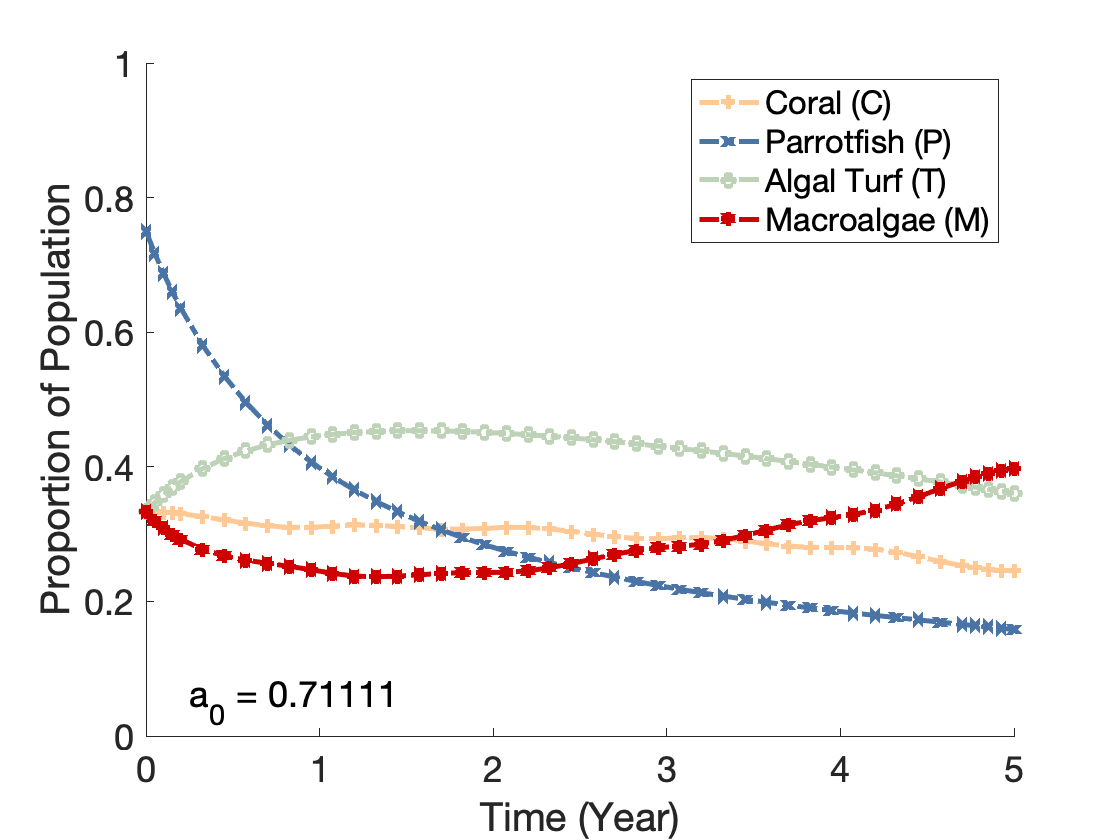 1
0.8
0.6
0.4
0.2
0
Proportion of Population
Coral (C)
Parrotfish (P)
Algal Turf (T)
Macroalgae (M)
a0 = 0.71111
0 1 2 3 4 5
Time (Year)